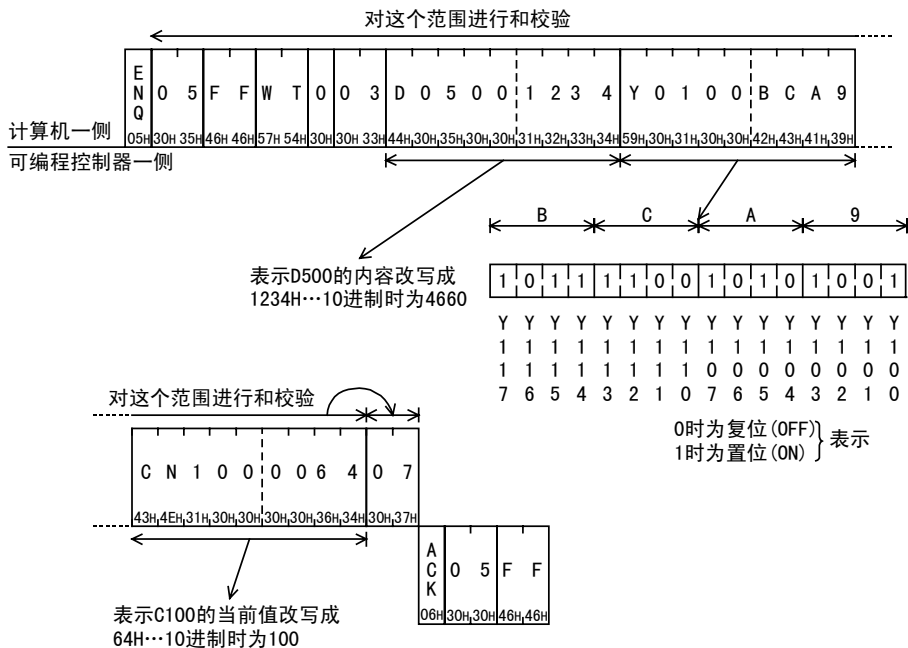 对这个范围进行和校验
ENQ 0 5 F F W T 0 0 3 D 0 5 0 0 1 2 3 4 Y 0 1 0 0 B C A 9
计算机一侧
05H 30H 35H 46H 46H 57H 54H 30H 30H 33H 44H,30H,35H,30H,30H,31H,32H,33H,34H 59H,30H,31H,30H,30H,42H,43H,41H,39H
可编程控制器一侧
B C A 9
表示D500的内容改写成
1234H…10进制时为4660
1 0 1 1 1 1 0 0 1 0 1 0 1 0 0 1
Y Y Y Y Y Y Y Y Y Y Y Y Y Y Y Y
1 1 1 1 1 1 1 1 1 1 1 1 1 1 1 1
1 1 1 1 1 1 1 1 0 0 0 0 0 0 0 0
7 6 5 4 3 2 1 0 7 6 5 4 3 2 1 0
对这个范围进行和校验
0时为复位(OFF)
1时为置位(ON)
表示
C N 1 0 0 0 0 6 4 0 7
43H,4EH,31H,30H,30H,30H,30H,36H,34H 30H,37H
ACK 0 5 F F
06H 30H,30H 46H,46H
表示C100的当前值改写成
64H…10进制时为100